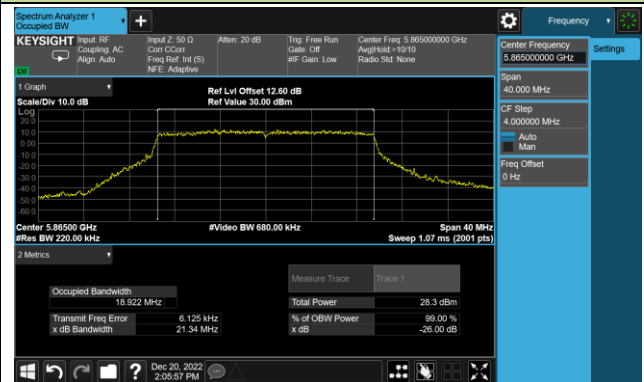 Spectrum Analyzer 1
Occupied BW
Frequency
KEYSIGHT
Input: RF
Coupling: AC
Align: Auto
Input Z: 50 Ω
Corr CCorr
Freq Ref: Int (S)
NFE: Adaptive
Atten: 20 dB
Trig: Free Run
Gate: Off
#IF Gain: Low
Center Freq: 5.865000000 GHz
Avg|Hold:>10/10
Radio Std: None
Center Frequency
5.865000000 GHz
Settings
Span
40.000 MHz
CF Step
4.000000 MHz
Auto
Man
Freq Offset
0 Hz
1 Graph
Scale/Div 10.0 dB
Ref Lvl Offset 12.60 dB
Ref Value 30.00 dBm
Log
20.0
10.0
0.00
-10.0
-20.0
-30.0
-40.0
-50.0
-60.0
Center 5.86500 GHz
#Video BW 680.00 kHz
Span 40 MHz
#Res BW 220.00 kHz
Sweep 1.07 ms (2001 pts)
2 Metrics
Measure Trace
Trace 1
Occupied Bandwidth
18.922 MHz
Total Power
28.3 dBm
Transmit Freq Error
6.125 kHz
% of OBW Power
99.00 %
x dB Bandwidth
21.34 MHz
x dB
-26.00 dB
Dec 20, 2022
2:05:57 PM